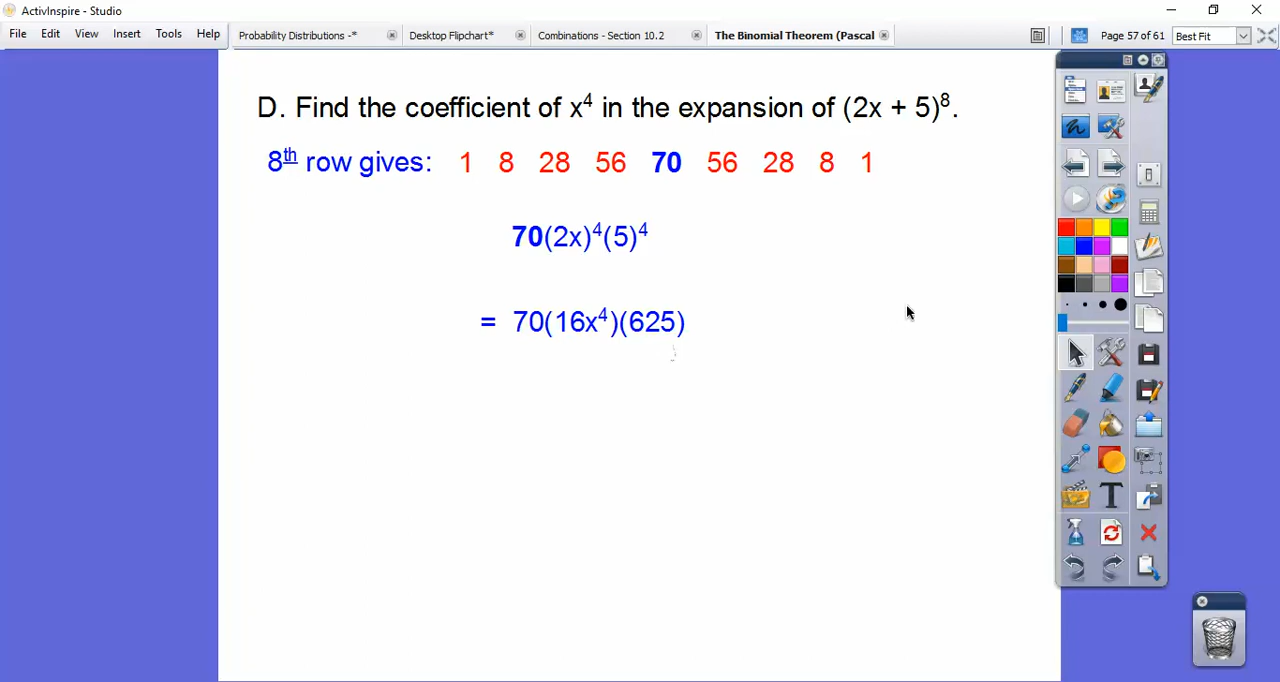 ActivInspire - Studio
File Edit View Insert Tools Help
Probability Distributions -* Desktop Flipchart* Combinations - Section 10.2 The Binomial Theorem (Pascal Page 57 of 61 Best Fit
D. Find the coefficient of x⁴ in the expansion of (2x + 5)⁸.
8th row gives: 1 8 28 56 70 56 28 8 1
70(2x)⁴(5)⁴
= 70(16x⁴)(625)